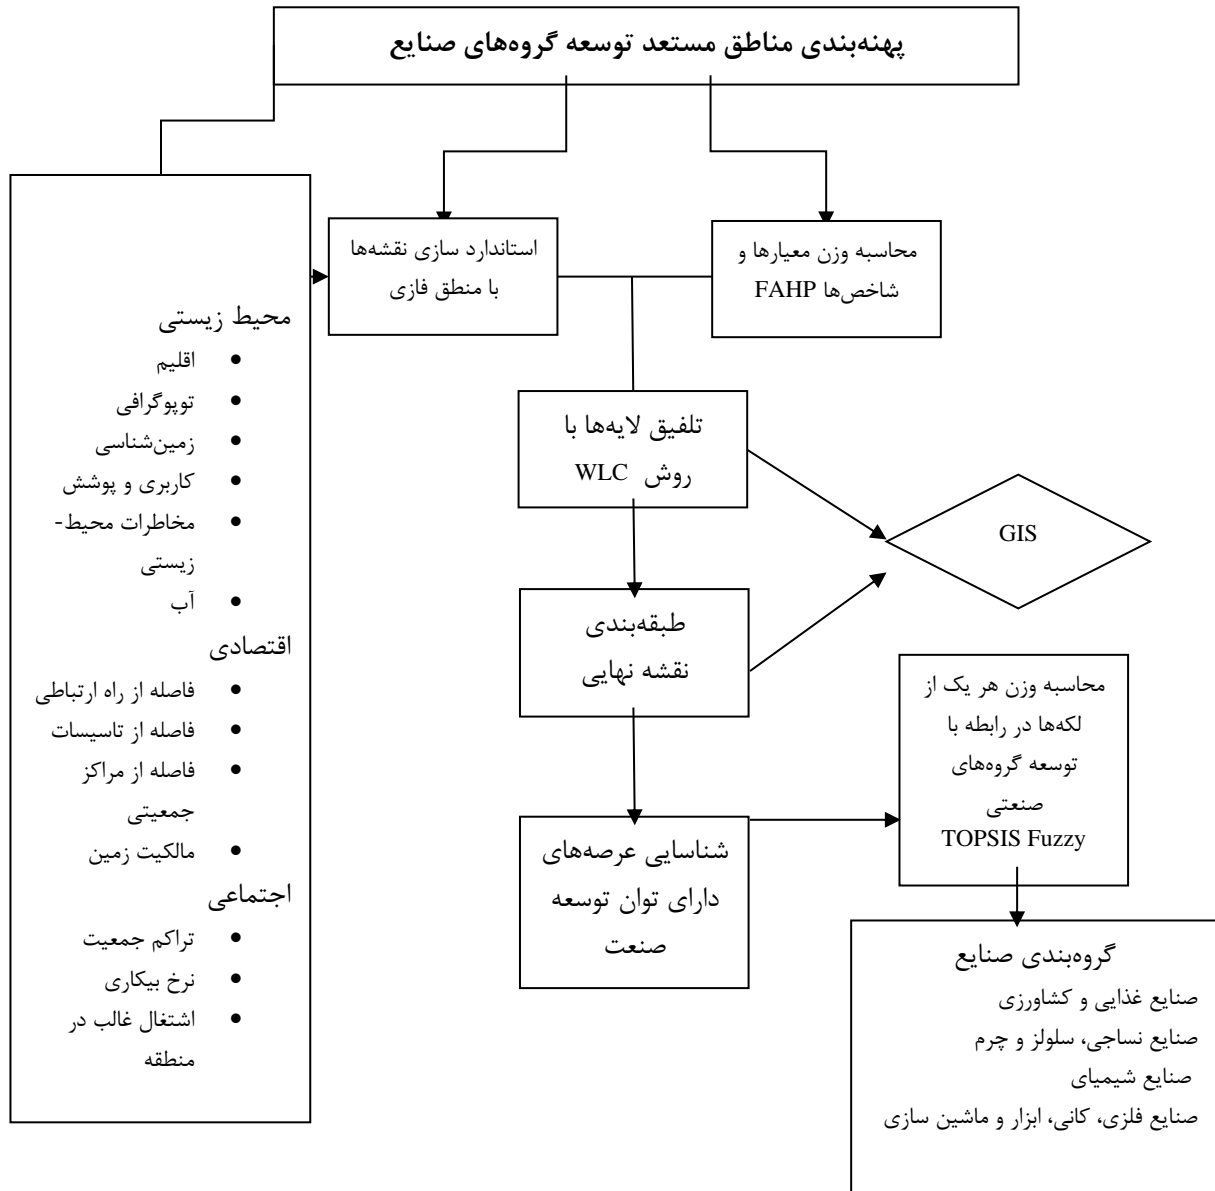 پهنه‌بندی مناطق مستعد توسعه گروه‌های صنایع
محاسبه وزن معیارها و
شاخص‌ها FAHP
استاندارد سازی نقشه‌ها
با منطق فازی
محیط زیستی
• اقلیم
• توپوگرافی
• زمین‌شناسی
• کاربری و پوشش
• مخاطرات محیط-
زیستی
• آب
اقتصادی
• فاصله از راه ارتباطی
• فاصله از تاسیسات
• فاصله از مراکز
جمعیتی
• مالکیت زمین
اجتماعی
• تراکم جمعیت
• نرخ بیکاری
• اشتغال غالب در
منطقه
تلفیق لایه‌ها با
روش WLC
GIS
طبقه‌بندی
نقشه نهایی
شناسایی عرصه‌های
دارای توان توسعه
صنعت
محاسبه وزن هر یک از
لکه‌ها در رابطه با
توسعه گروه‌های
صنعتی
TOPSIS Fuzzy
گروه‌بندی صنایع
صنایع غذایی و کشاورزی
صنایع نساجی، سلولز و چرم
صنایع شیمیای
صنایع فلزی، کانی، ابزار و ماشین سازی